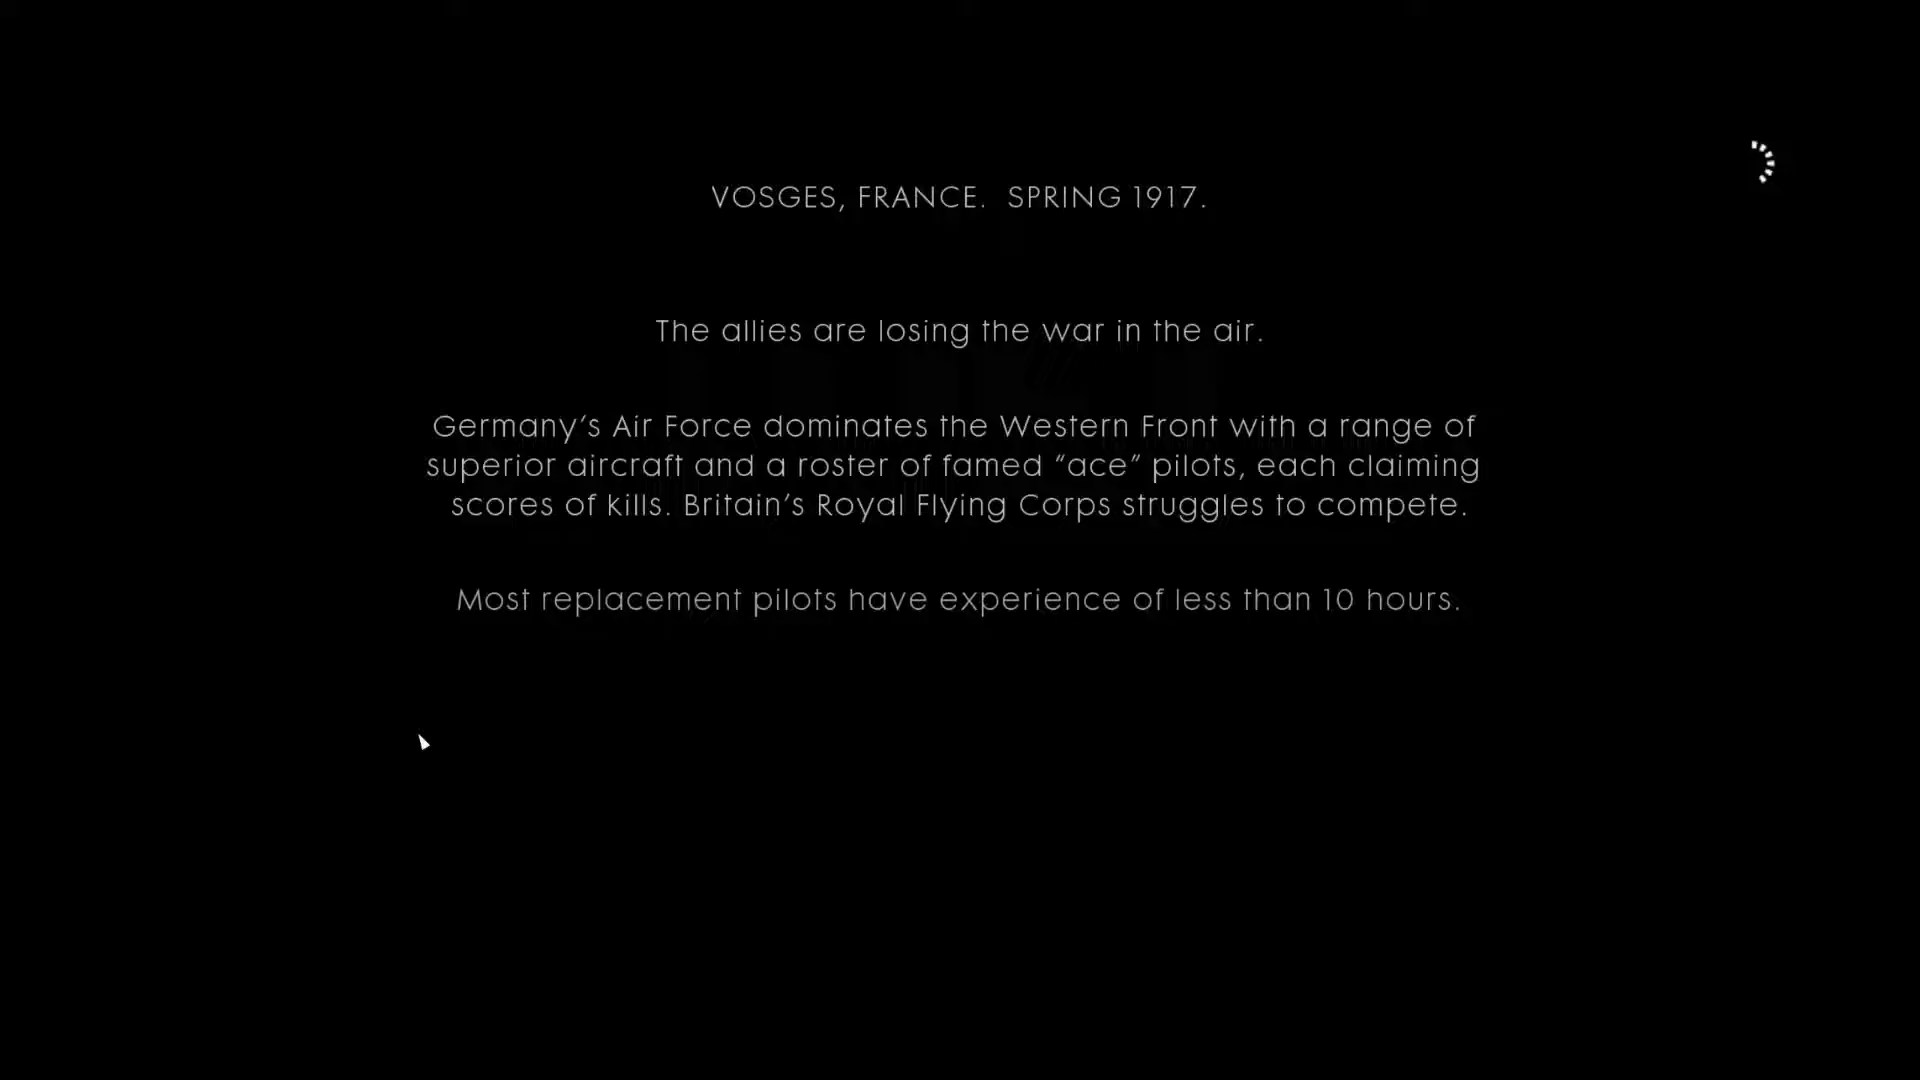 VOSGES, FRANCE. SPRING 1917.
The allies are losing the war in the air.
Germany’s Air Force dominates the Western Front with a range of
superior aircraft and a roster of famed “ace” pilots, each claiming
scores of kills. Britain’s Royal Flying Corps struggles to compete.
Most replacement pilots have experience of less than 10 hours.